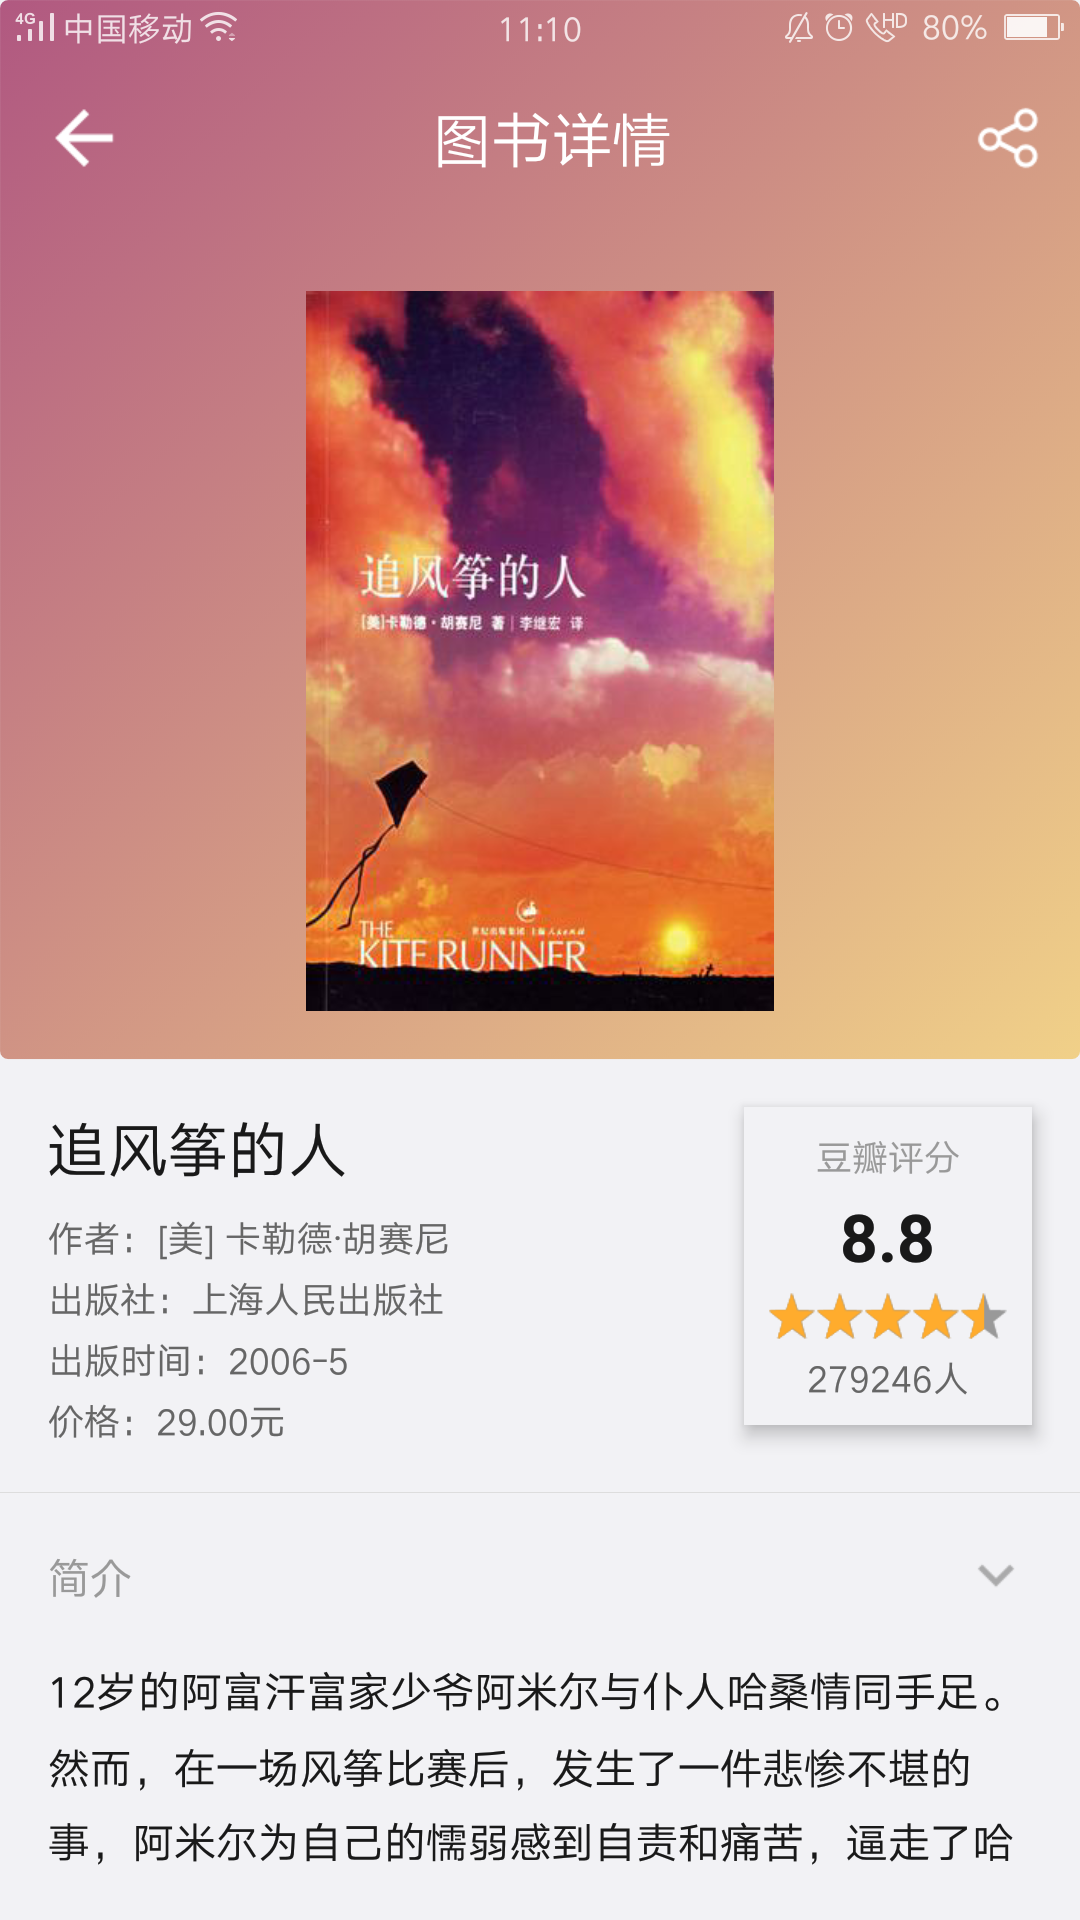 4G 中国移动 11:10 HD 80%
图书详情
追风筝的人
[美]卡勒德·胡赛尼 著 | 李继宏 译
世纪出版集团 上海人民出版社
THE
KITE RUNNER
追风筝的人
作者：[美] 卡勒德·胡赛尼
出版社：上海人民出版社
出版时间：2006-5
价格：29.00元
豆瓣评分
8.8
279246人
简介
12岁的阿富汗富家少爷阿米尔与仆人哈桑情同手足。
然而，在一场风筝比赛后，发生了一件悲惨不堪的
事，阿米尔为自己的懦弱感到自责和痛苦，逼走了哈